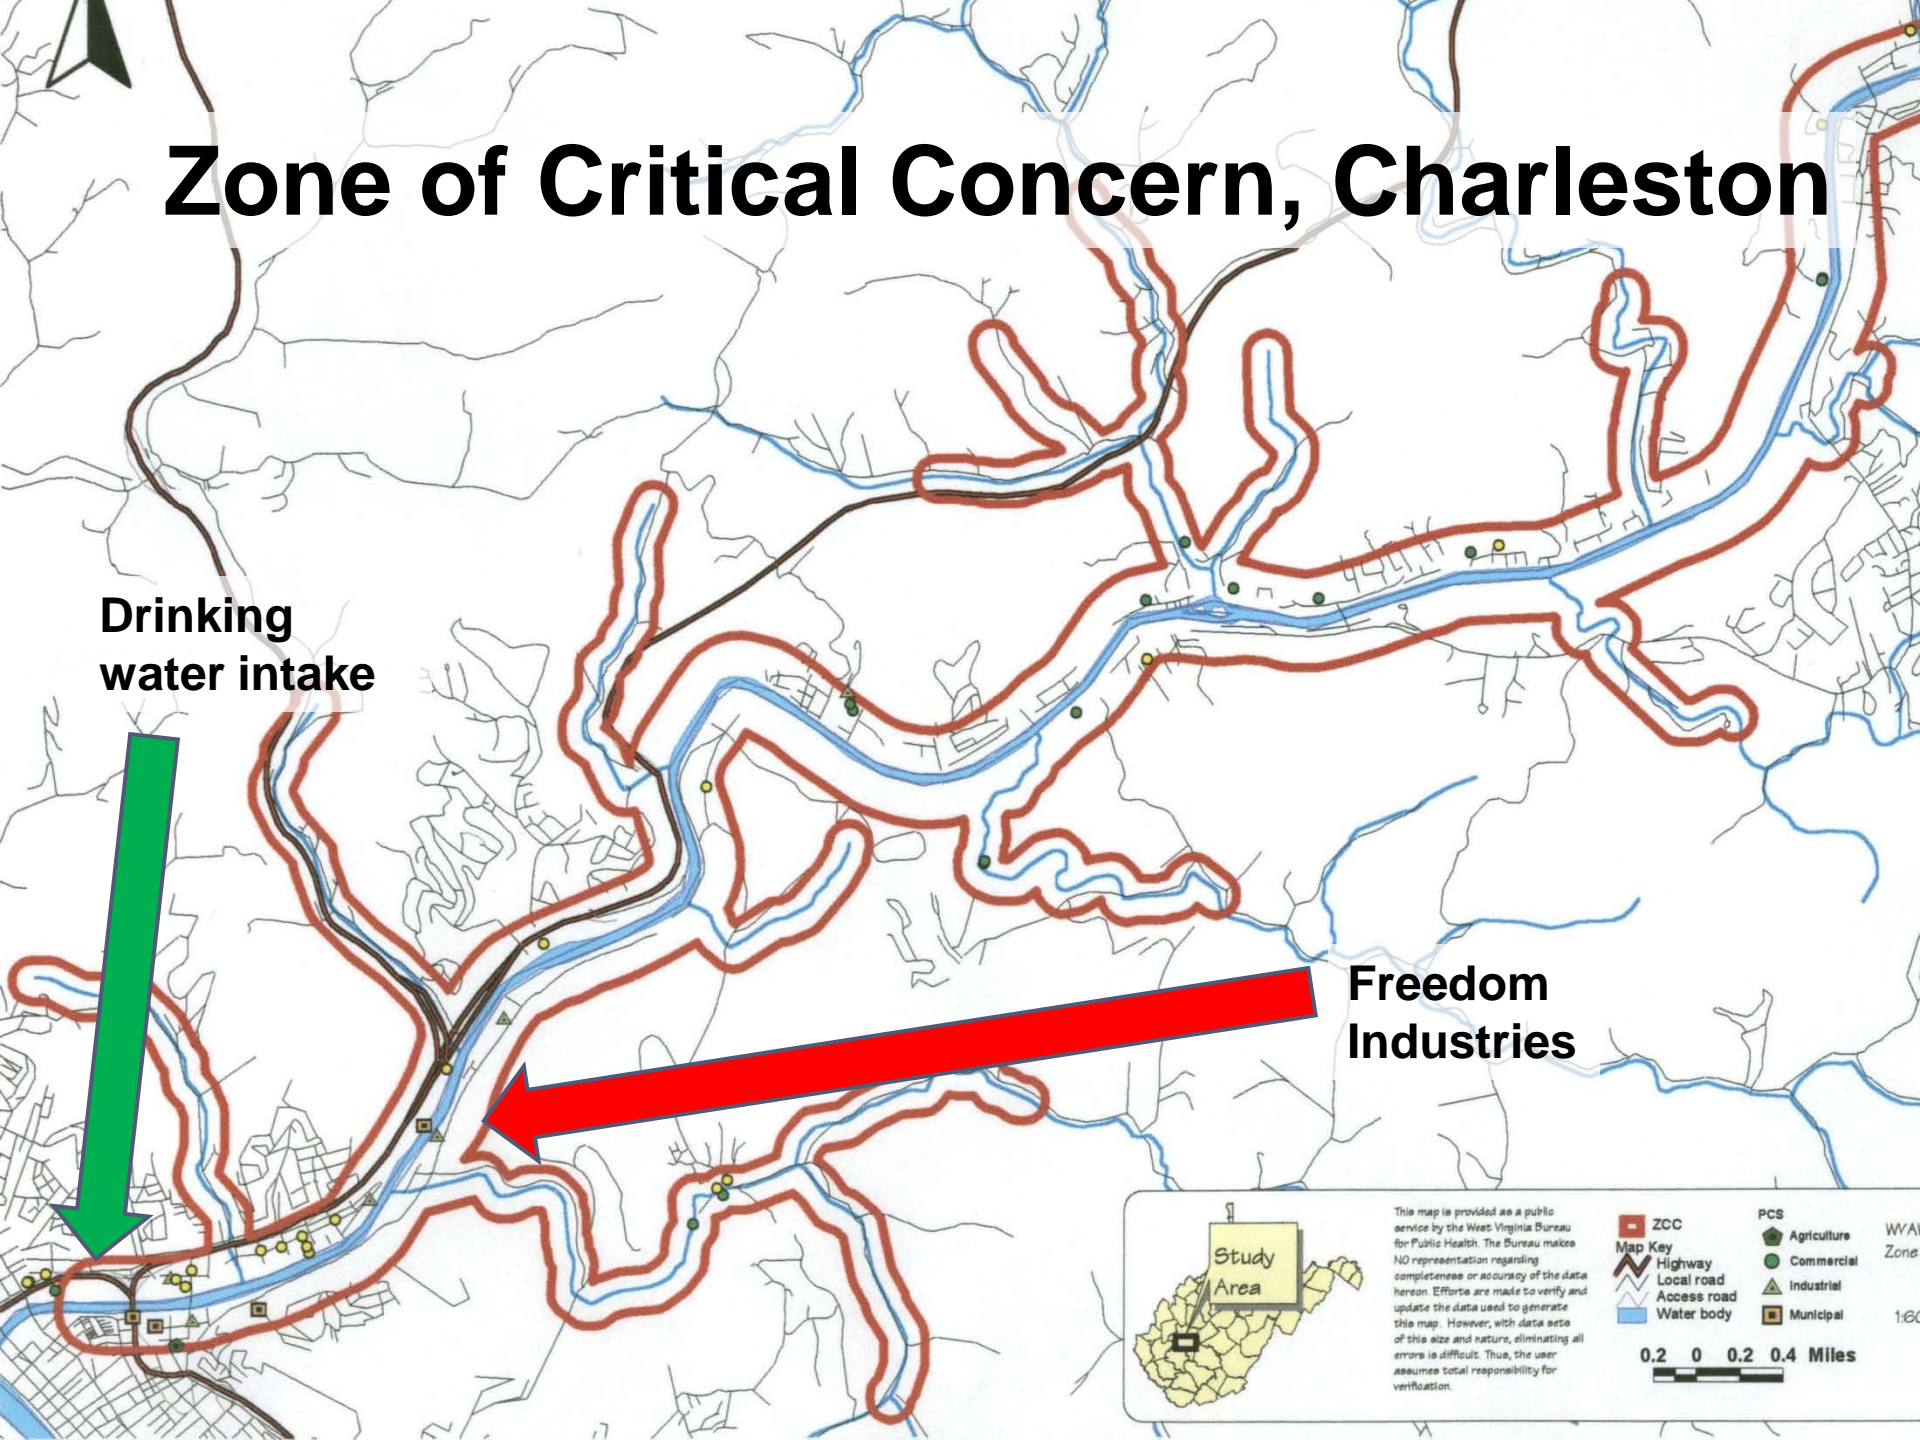 Zone of Critical Concern, Charleston
Drinking
water intake
Freedom
Industries
Study
Area
This map is provided as a public
service by the West Virginia Bureau
for Public Health. The Bureau makes
NO representation regarding
completeness or accuracy of the data
hereon. Efforts are made to verify and
update the data used to generate
this map. However, with data sets
of this size and nature, eliminating all
errors is difficult. Thus, the user
assumes total responsibility for
verification.
ZCC
Map Key
Highway
Local road
Access road
Water body
PCS
Agriculture
Commercial
Industrial
Municipal
0.2 0 0.2 0.4 Miles
Zone